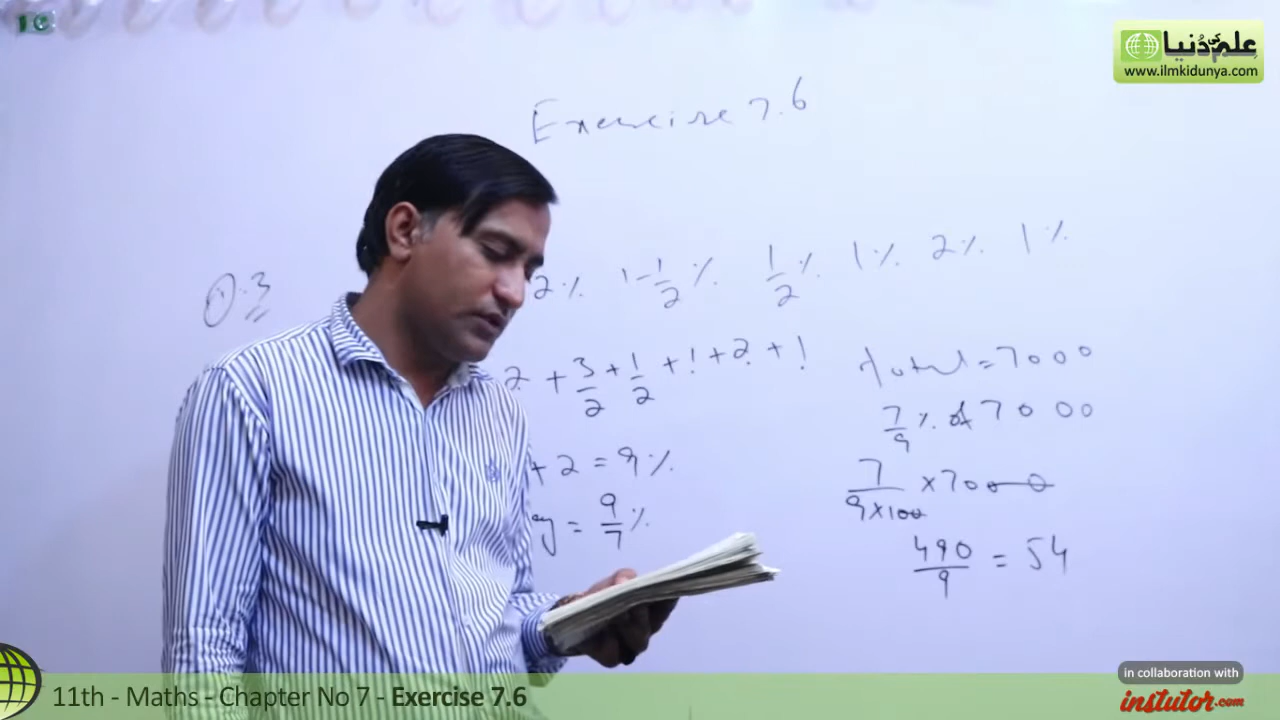 علم کی دنیا
www.ilmkidunya.com
Exercise 7.6
Q.3
2% 1-1/2 % 1/2 % 1% 2% 1%
2 + 3/2 + 1/2 + 1 + 2 + 1
+ 2 = 9%
= 9/7 %
Total = 7000
7/9 % of 7000
7/9×100 × 7000
490/9 = 54
in collaboration with
instutor.com
11th - Maths - Chapter No 7 - Exercise 7.6